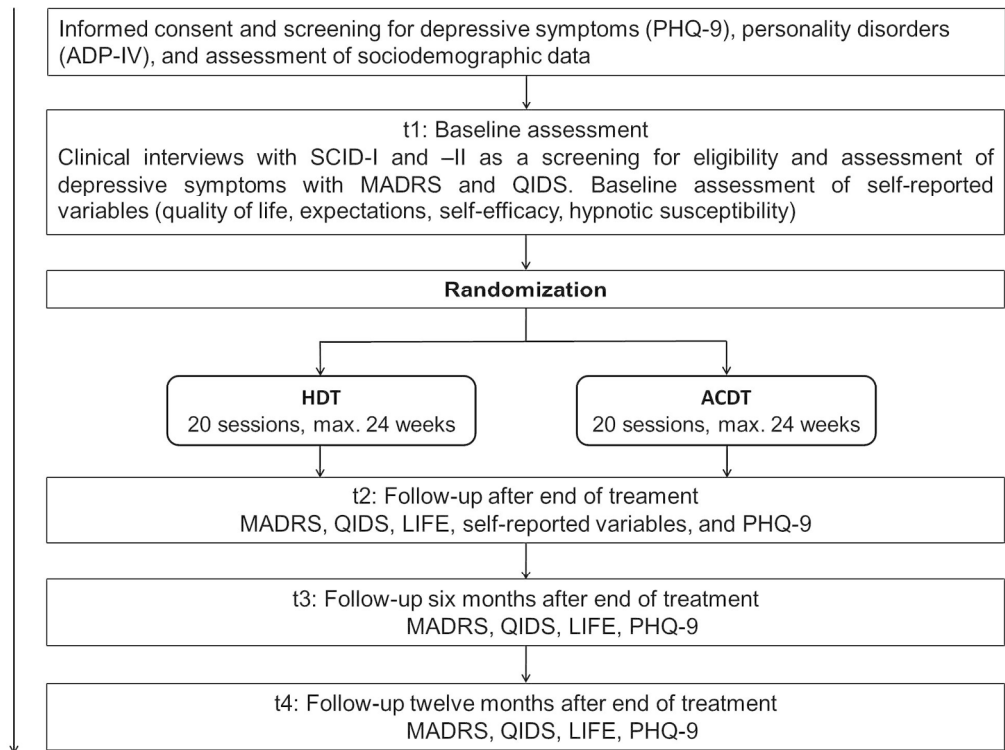 Informed consent and screening for depressive symptoms (PHQ-9), personality disorders
(ADP-IV), and assessment of sociodemographic data
t1: Baseline assessment
Clinical interviews with SCID-I and –II as a screening for eligibility and assessment of
depressive symptoms with MADRS and QIDS. Baseline assessment of self-reported
variables (quality of life, expectations, self-efficacy, hypnotic susceptibility)
Randomization
HDT
20 sessions, max. 24 weeks
ACDT
20 sessions, max. 24 weeks
t2: Follow-up after end of treament
MADRS, QIDS, LIFE, self-reported variables, and PHQ-9
t3: Follow-up six months after end of treatment
MADRS, QIDS, LIFE, PHQ-9
t4: Follow-up twelve months after end of treatment
MADRS, QIDS, LIFE, PHQ-9